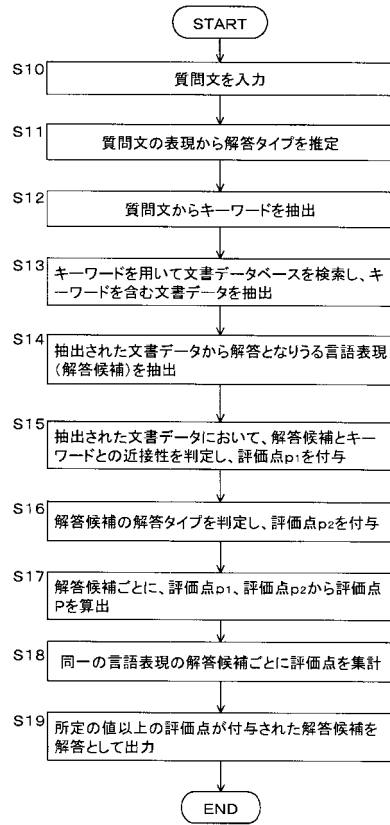 START
S10
質問文を入力
S11
質問文の表現から解答タイプを推定
S12
質問文からキーワードを抽出
S13
キーワードを用いて文書データベースを検索し、キ
ーワードを含む文書データを抽出
S14
抽出された文書データから解答となりうる言語表現
(解答候補)を抽出
S15
抽出された文書データにおいて、解答候補とキー
ワードとの近接性を判定し、評価点p1を付与
S16
解答候補の解答タイプを判定し、評価点p2を付与
S17
解答候補ごとに、評価点p1、評価点p2から評価点
Pを算出
S18
同一の言語表現の解答候補ごとに評価点を集計
S19
所定の値以上の評価点が付与された解答候補を
解答として出力
END